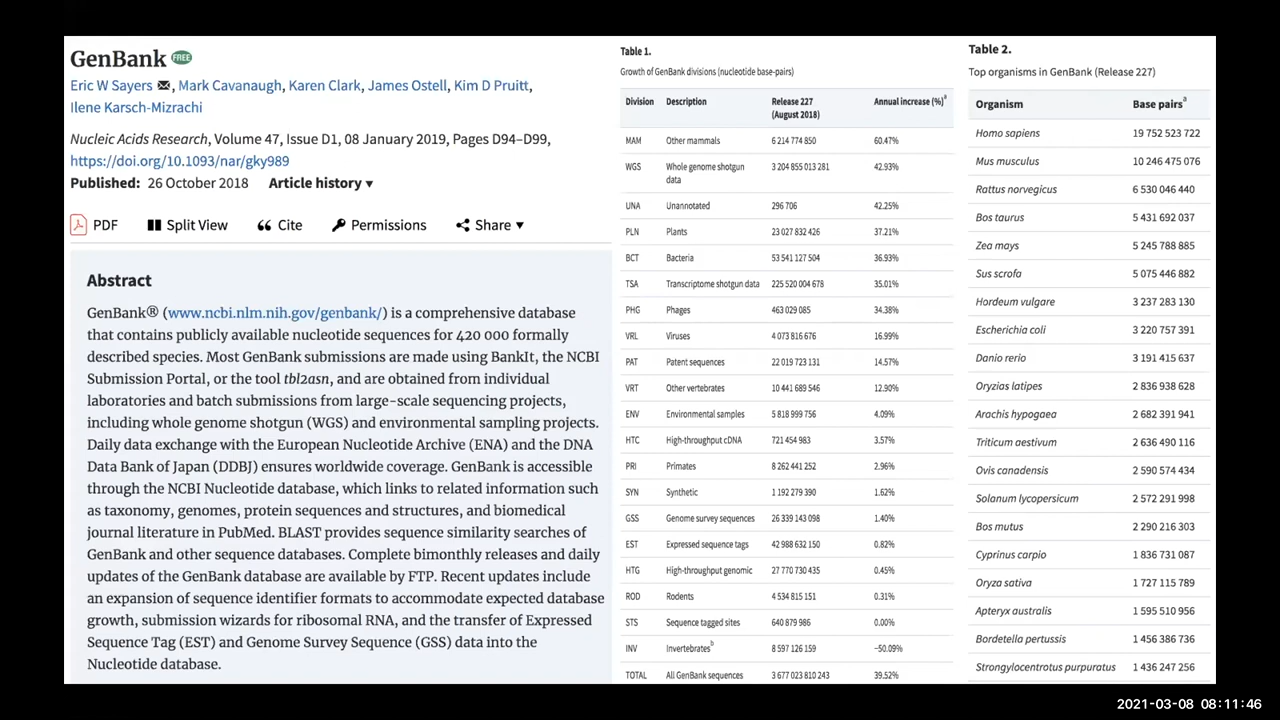 GenBank FREE
Eric W Sayers, Mark Cavanaugh, Karen Clark, James Ostell, Kim D Pruitt,
Ilene Karsch-Mizrachi
Nucleic Acids Research, Volume 47, Issue D1, 08 January 2019, Pages D94–D99,
https://doi.org/10.1093/nar/gky989
Published: 26 October 2018 Article history ▾
PDF Split View Cite Permissions Share ▾
Abstract
GenBank® (www.ncbi.nlm.nih.gov/genbank/) is a comprehensive database
that contains publicly available nucleotide sequences for 420 000 formally
described species. Most GenBank submissions are made using BankIt, the NCBI
Submission Portal, or the tool tbl2asn, and are obtained from individual
laboratories and batch submissions from large-scale sequencing projects,
including whole genome shotgun (WGS) and environmental sampling projects.
Daily data exchange with the European Nucleotide Archive (ENA) and the DNA
Data Bank of Japan (DDBJ) ensures worldwide coverage. GenBank is accessible
through the NCBI Nucleotide database, which links to related information such
as taxonomy, genomes, protein sequences and structures, and biomedical
journal literature in PubMed. BLAST provides sequence similarity searches of
GenBank and other sequence databases. Complete bimonthly releases and daily
updates of the GenBank database are available by FTP. Recent updates include
an expansion of sequence identifier formats to accommodate expected database
growth, submission wizards for ribosomal RNA, and the transfer of Expressed
Sequence Tag (EST) and Genome Survey Sequence (GSS) data into the
Nucleotide database.
Table 1.
Growth of GenBank divisions (nucleotide base-pairs)
Division Description Release 227 Annual increase (%)a
(August 2018)
MAM Other mammals 6 214 774 850 60.47%
WGS Whole genome shotgun 3 204 855 013 281 42.93%
data
UNA Unannotated 296 706 42.25%
PLN Plants 23 027 832 426 37.21%
BCT Bacteria 53 541 127 504 36.93%
TSA Transcriptome shotgun data 225 520 004 678 35.01%
PHG Phages 463 029 085 34.38%
VRL Viruses 4 073 816 676 16.99%
PAT Patent sequences 22 019 723 131 14.57%
VRT Other vertebrates 10 441 689 546 12.90%
ENV Environmental samples 5 818 999 756 4.09%
HTC High-throughput cDNA 721 454 983 3.57%
PRI Primates 8 262 441 252 2.96%
SYN Synthetic 1 192 279 390 1.62%
GSS Genome survey sequences 26 339 143 098 1.40%
EST Expressed sequence tags 42 988 632 150 0.82%
HTG High-throughput genomic 27 770 730 435 0.45%
ROD Rodents 4 534 815 151 0.31%
STS Sequence tagged sites 640 879 986 0.00%
INV Invertebratesb 8 597 126 159 −50.09%
TOTAL All GenBank sequences 3 677 023 810 243 39.52%
Table 2.
Top organisms in GenBank (Release 227)
Organism Base pairsa
Homo sapiens 19 752 523 722
Mus musculus 10 246 475 076
Rattus norvegicus 6 530 046 440
Bos taurus 5 431 692 037
Zea mays 5 245 788 885
Sus scrofa 5 075 446 882
Hordeum vulgare 3 237 283 130
Escherichia coli 3 220 757 391
Danio rerio 3 191 415 637
Oryzias latipes 2 836 938 628
Arachis hypogaea 2 682 391 941
Triticum aestivum 2 636 490 116
Ovis canadensis 2 590 574 434
Solanum lycopersicum 2 572 291 998
Bos mutus 2 290 216 303
Cyprinus carpio 1 836 731 087
Oryza sativa 1 727 115 789
Apteryx australis 1 595 510 956
Bordetella pertussis 1 456 386 736
Strongylocentrotus purpuratus 1 436 247 256
2021-03-08 08:11:46